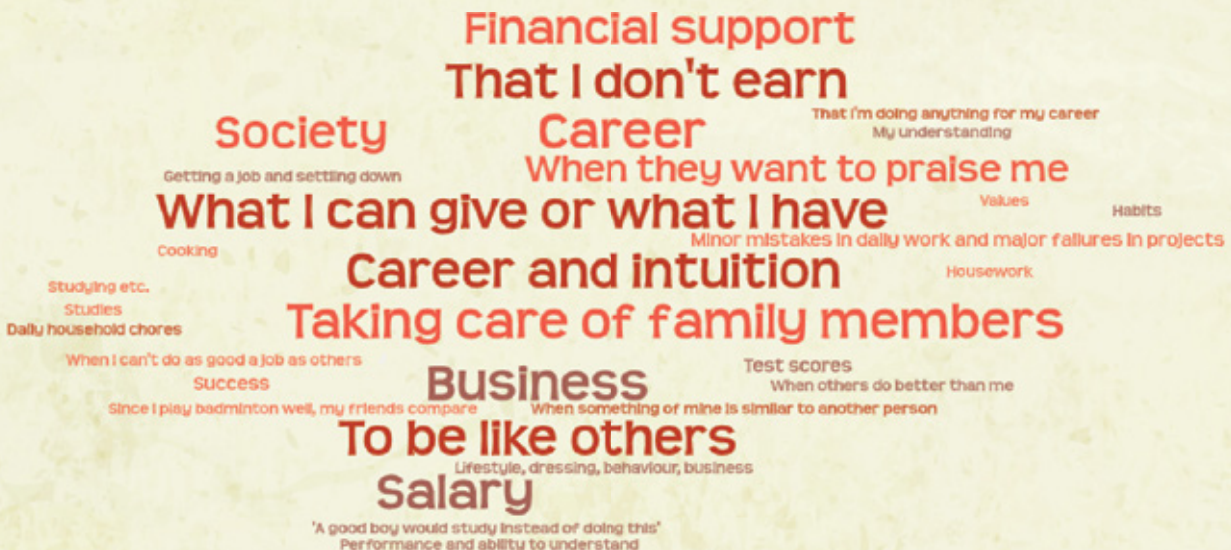 Financial support
That I don't earn
That I'm doing anything for my career
Society
Career
My understanding
When they want to praise me
Getting a job and settling down
What I can give or what I have
Values
Habits
Minor mistakes in daily work and major failures in projects
Cooking
Career and intuition
Housework
Studying etc.
Studies
Taking care of family members
Daily household chores
When I can't do as good a job as others
Test scores
Success
Business
When others do better than me
Since I play badminton well, my friends compare
When something of mine is similar to another person
To be like others
Lifestyle, dressing, behaviour, business
Salary
'A good boy would study instead of doing this'
Performance and ability to understand